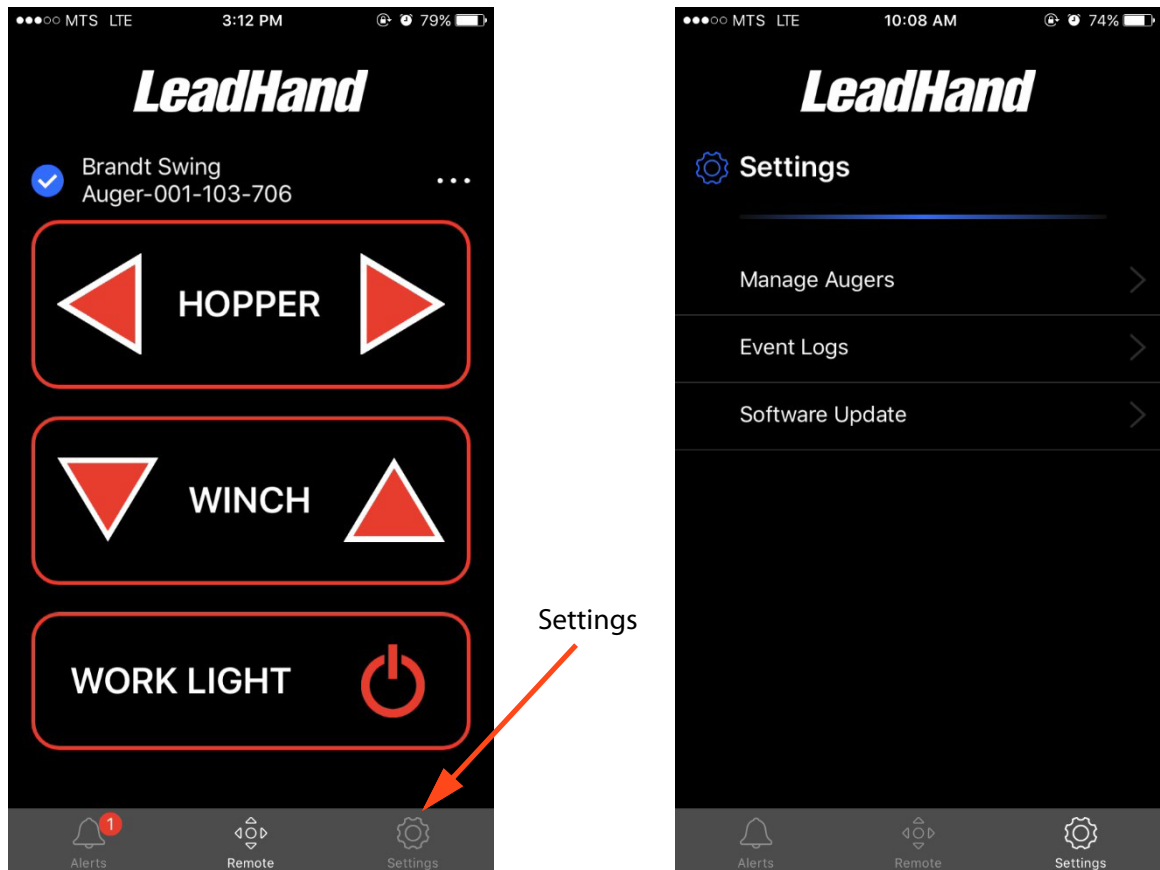 MTS LTE 3:12 PM 79%
LeadHand
Brandt Swing
Auger-001-103-706
HOPPER
WINCH
WORK LIGHT
1
Alerts Remote Settings
Settings
MTS LTE 10:08 AM 74%
LeadHand
Settings
Manage Augers
Event Logs
Software Update
Alerts Remote Settings